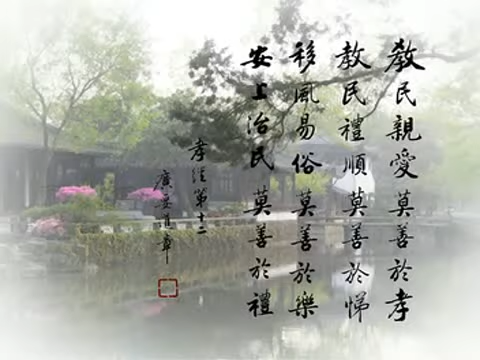 教民親愛莫善於孝
教民禮順莫善於悌
移風易俗莫善於樂
安上治民莫善於禮
孝經第十二
廣要道章